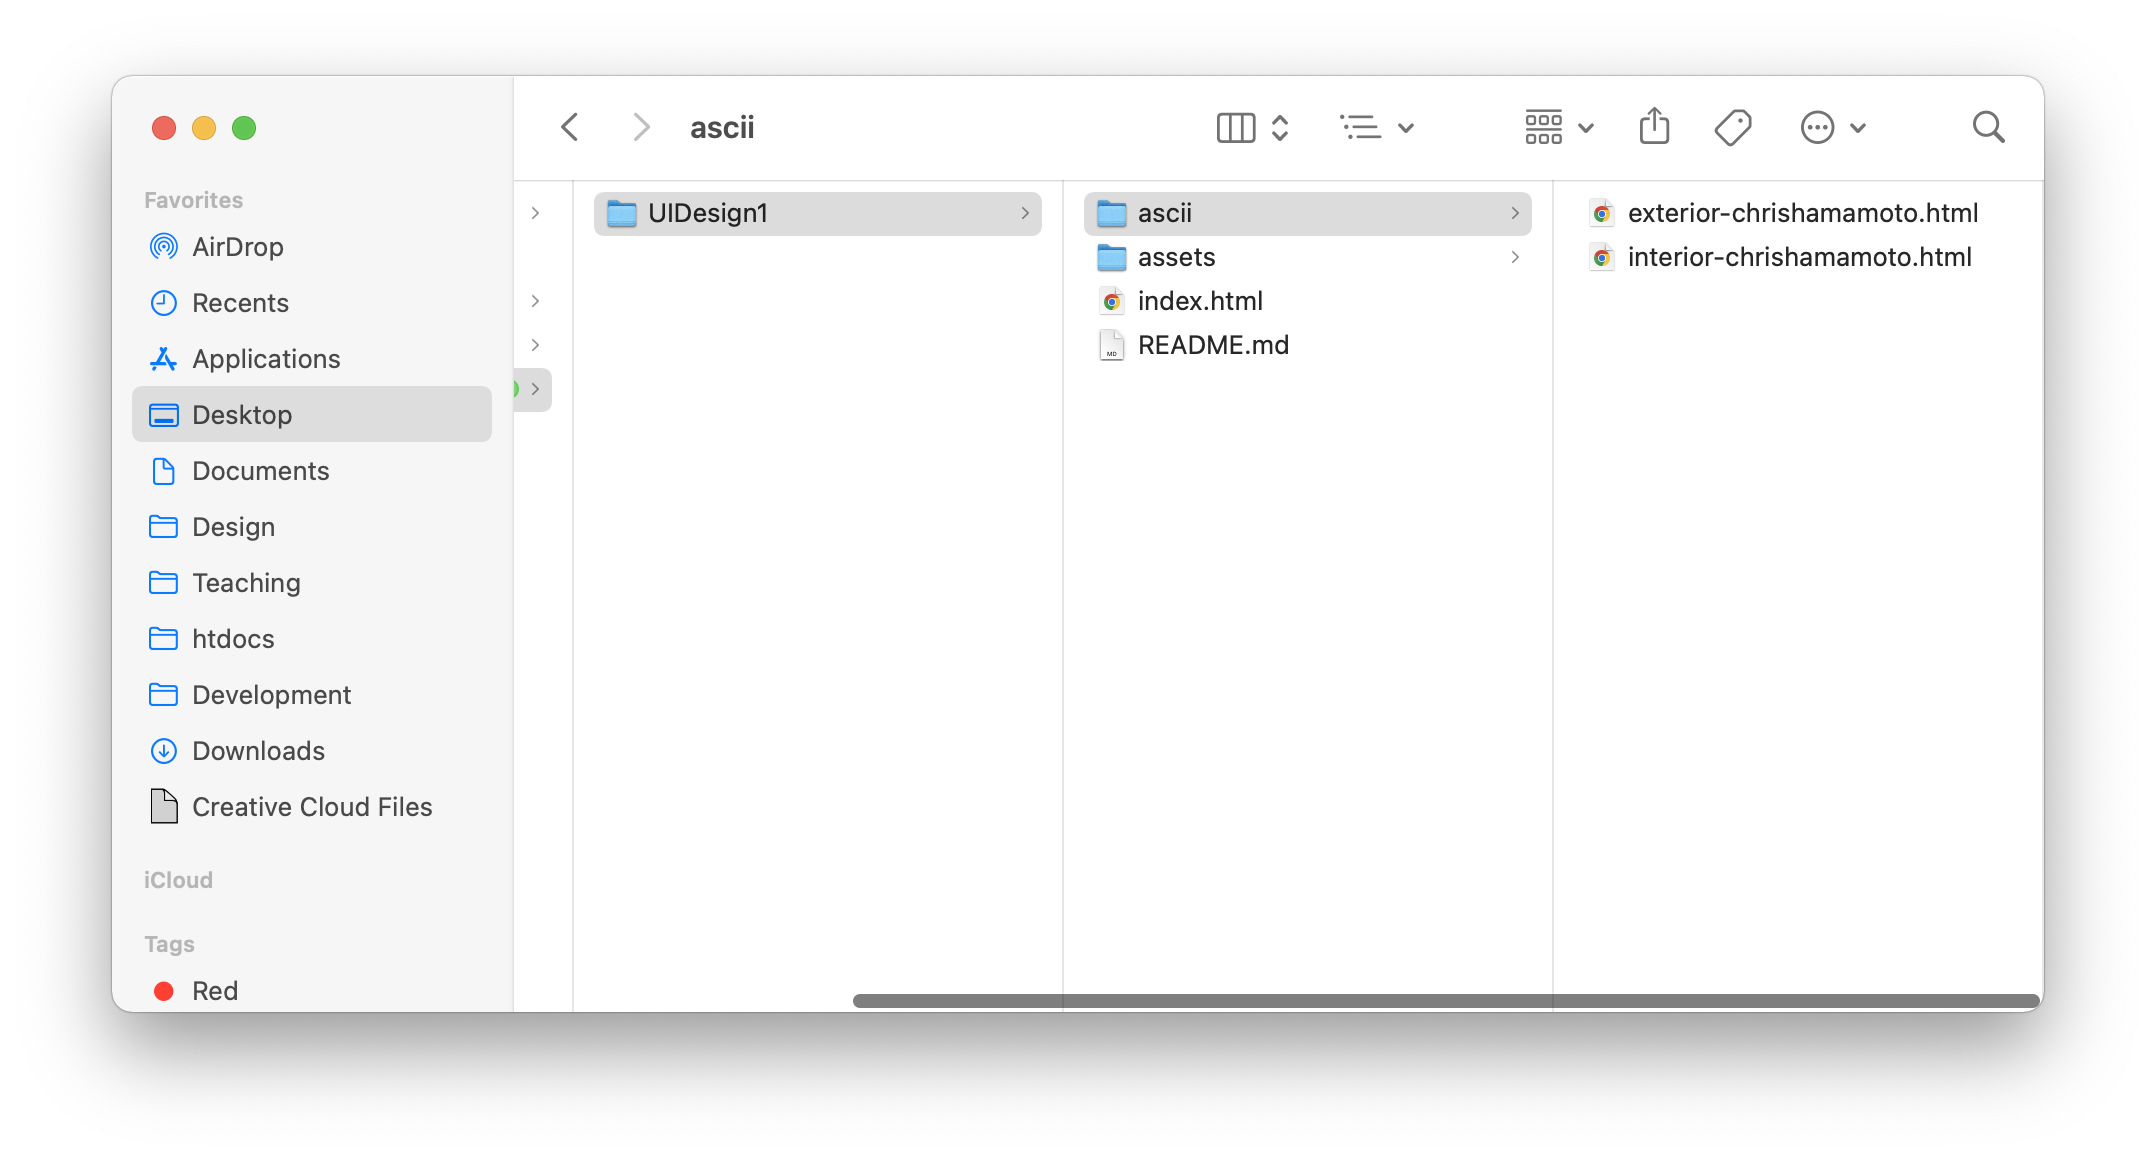 ascii
Favorites
AirDrop
Recents
Applications
Desktop
Documents
Design
Teaching
htdocs
Development
Downloads
Creative Cloud Files
iCloud
Tags
Red
UIDesign1
ascii
assets
index.html
MD
README.md
exterior-chrishamamoto.html
interior-chrishamamoto.html